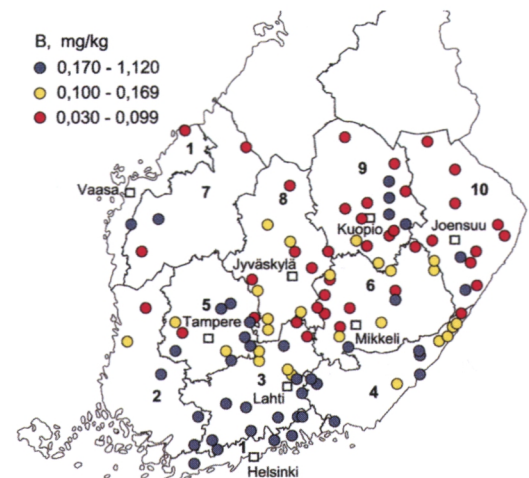 B, mg/kg
0,170 - 1,120
0,100 - 0,169
0,030 - 0,099
1
9
Vaasa
7
8
10
Kuopio
Joensuu
Jyväskylä
5
6
Tampere
Mikkeli
1
3
2
Lahti
4
1
Helsinki